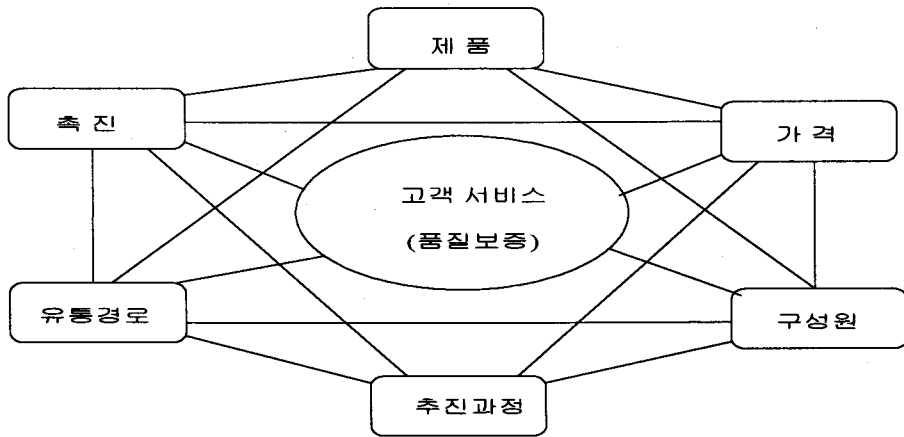 제 품
촉 진
가 격
고객 서비스
(품질보증)
유통경로
구성원
추진과정